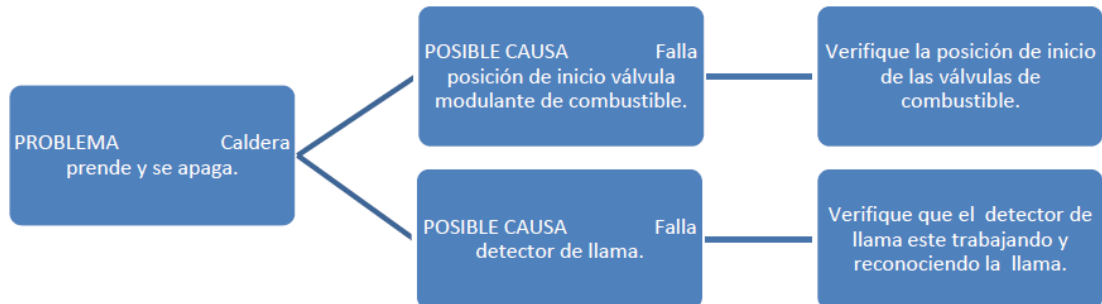 PROBLEMA Caldera
prende y se apaga.
POSIBLE CAUSA Falla
posición de inicio válvula
modulante de combustible.
Verifique la posición de inicio
de las válvulas de
combustible.
POSIBLE CAUSA Falla
detector de llama.
Verifique que el detector de
llama este trabajando y
reconociendo la llama.